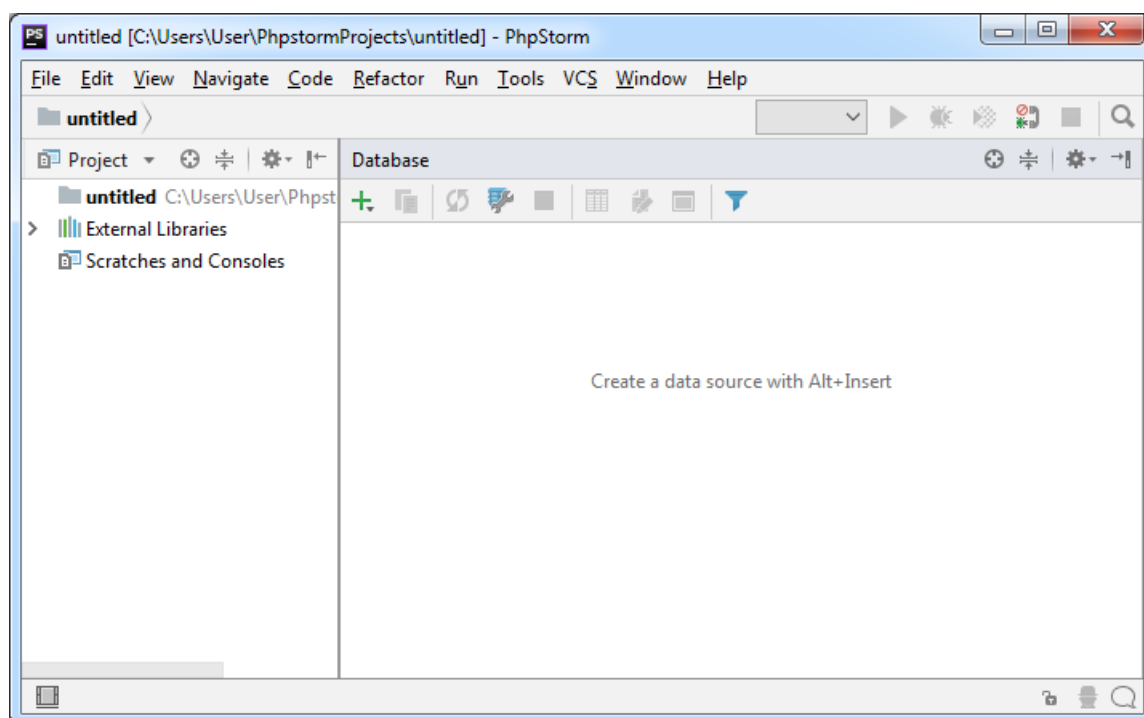 PS untitled [C:\Users\User\PhpstormProjects\untitled] - PhpStorm
File Edit View Navigate Code Refactor Run Tools VCS Window Help
untitled
Project
Database
untitled C:\Users\User\Phpst
External Libraries
Scratches and Consoles
Create a data source with Alt+Insert